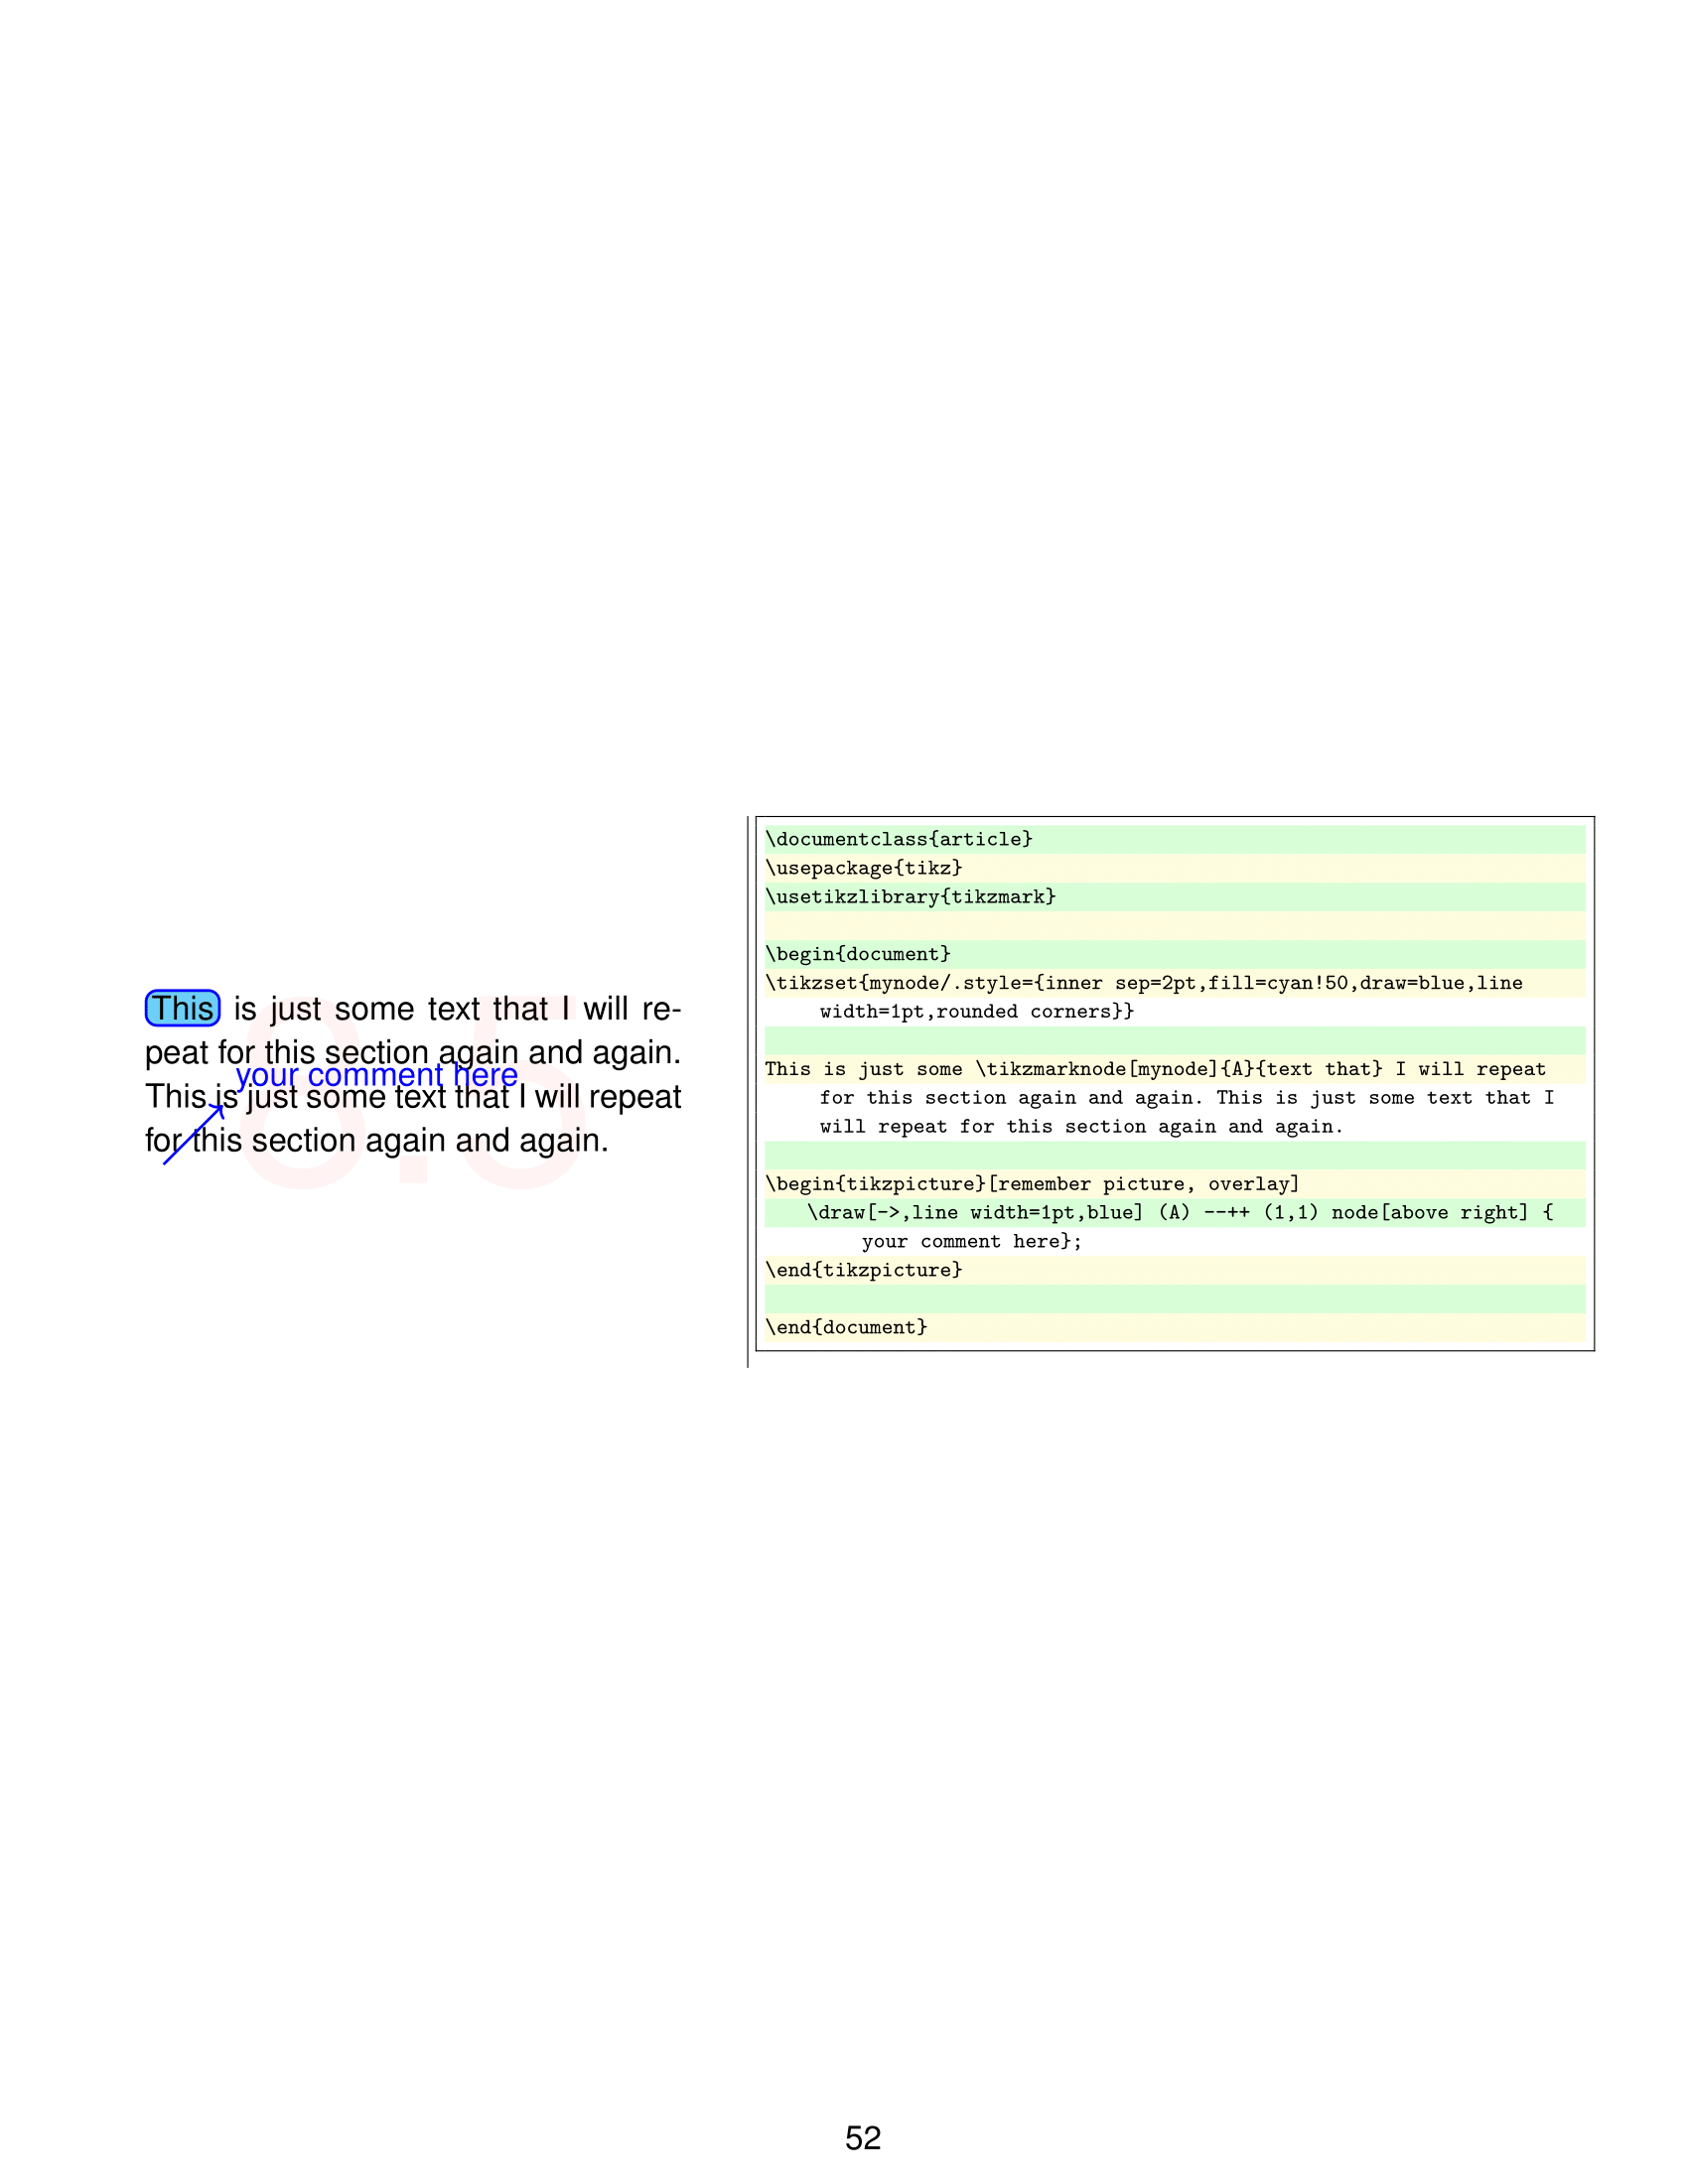 This is just some text that I will re-
peat for this section again and again.
your comment here
This is just some text that I will repeat
for this section again and again.
8.5
\documentclass{article}
\usepackage{tikz}
\usetikzlibrary{tikzmark}
\begin{document}
\tikzset{mynode/.style={inner sep=2pt,fill=cyan!50,draw=blue,line
width=1pt,rounded corners}}
This is just some \tikzmarknode[mynode]{A}{text that} I will repeat
for this section again and again. This is just some text that I
will repeat for this section again and again.
\begin{tikzpicture}[remember picture, overlay]
\draw[->,line width=1pt,blue] (A) --++ (1,1) node[above right] {
your comment here};
\end{tikzpicture}
\end{document}
52